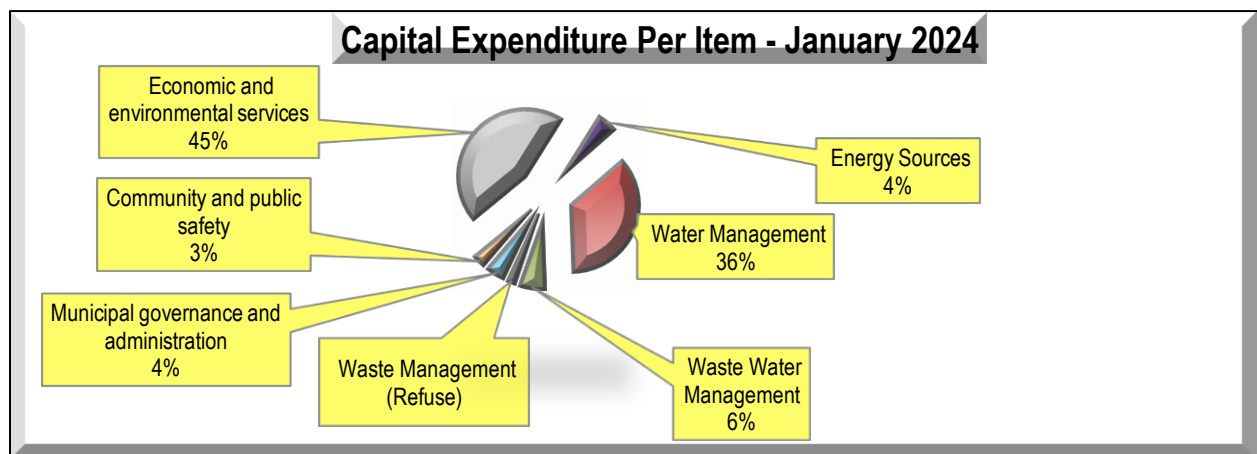 Capital Expenditure Per Item - January 2024
Economic and
environmental services
45%
Energy Sources
4%
Community and public
safety
3%
Water Management
36%
Municipal governance and
administration
4%
Waste Management
(Refuse)
Waste Water
Management
6%